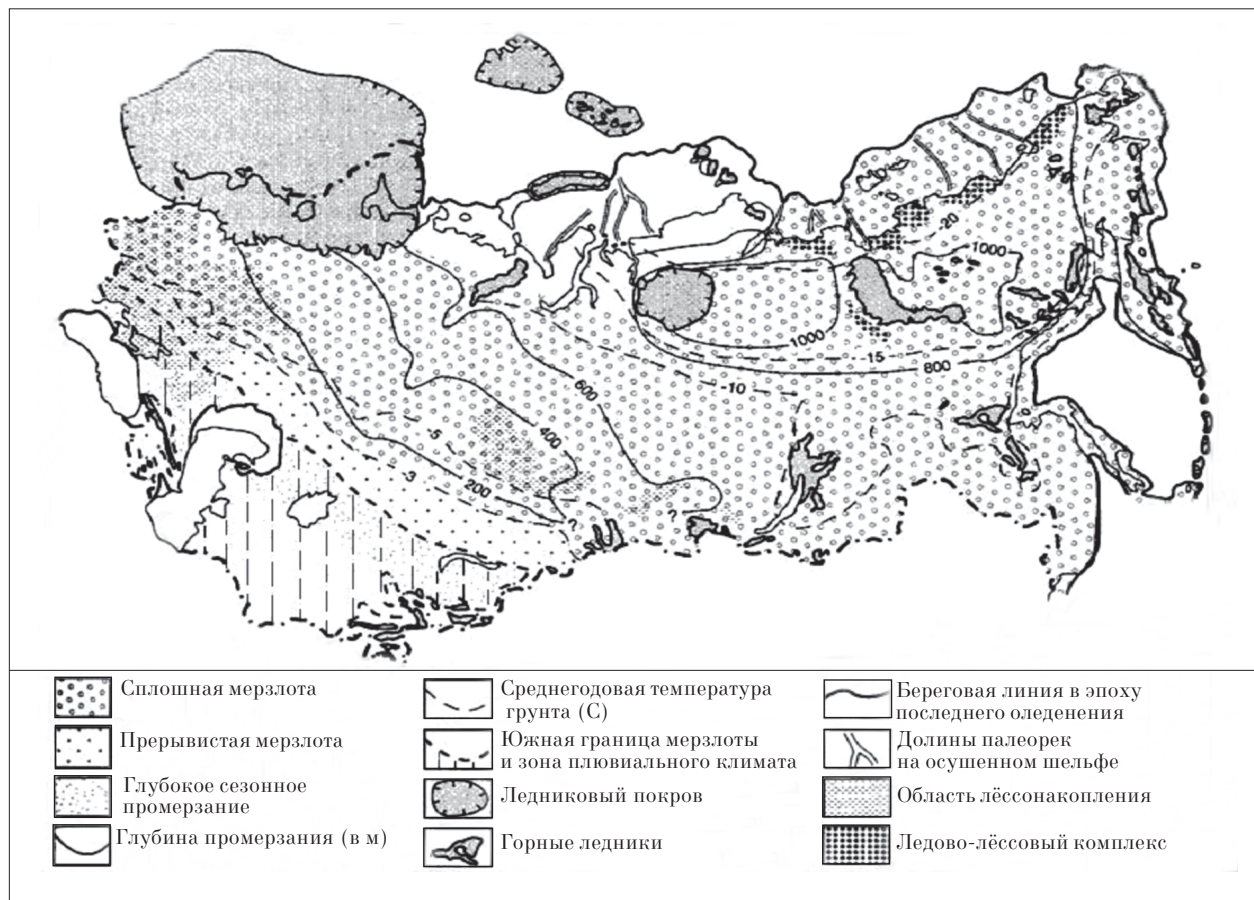 -20
1000
1000
-15
800
-10
600
400
-5
200
-3
?
?
Сплошная мерзлота
Прерывистая мерзлота
Глубокое сезонное
промерзание
Глубина промерзания (в м)
Среднегодовая температура
грунта (С)
Южная граница мерзлоты
и зона плювиального климата
Ледниковый покров
Горные ледники
Береговая линия в эпоху
последнего оледенения
Долины палеорек
на осушенном шельфе
Область лёссонакопления
Ледово-лёссовый комплекс